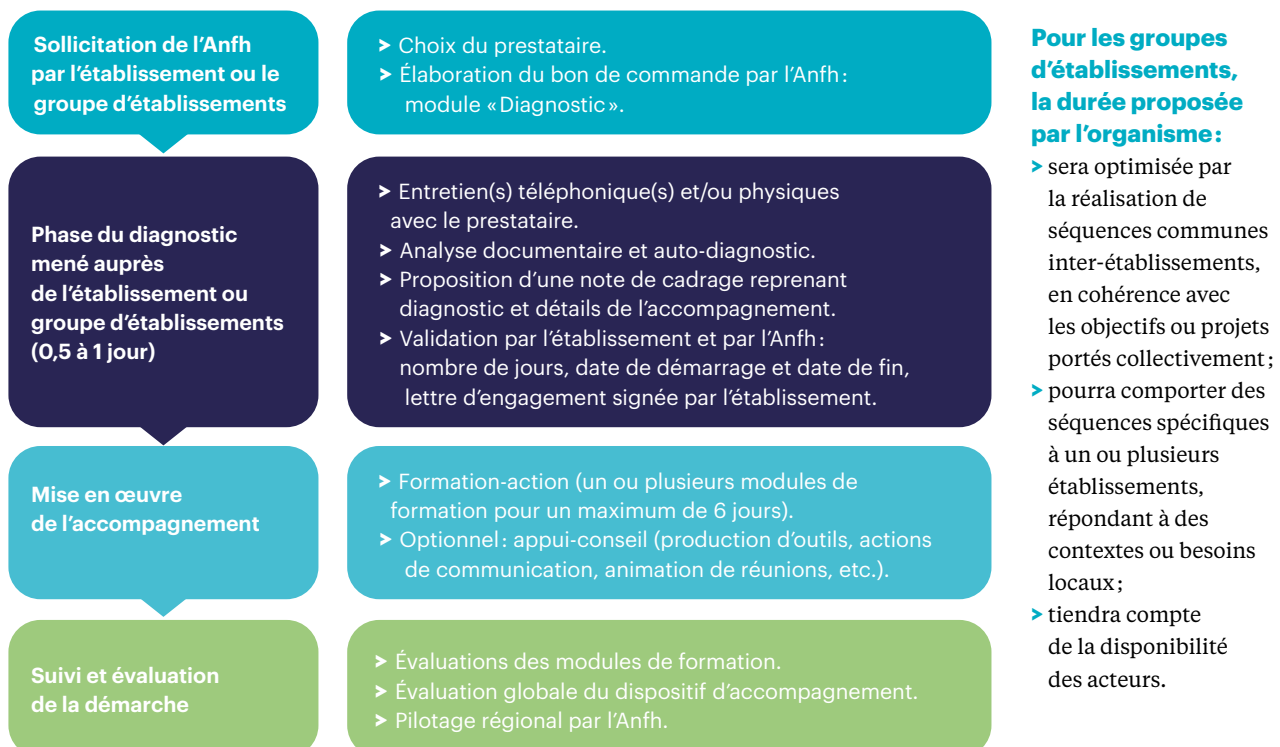 Sollicitation de l’Anfh
par l’établissement ou le
groupe d’établissements
> Choix du prestataire.
> Élaboration du bon de commande par l’Anfh :
module « Diagnostic ».
Phase du diagnostic
mené auprès
de l’établissement ou
groupe d’établissements
(0,5 à 1 jour)
> Entretien(s) téléphonique(s) et/ou physiques
avec le prestataire.
> Analyse documentaire et auto-diagnostic.
> Proposition d’une note de cadrage reprenant
diagnostic et détails de l’accompagnement.
> Validation par l’établissement et par l’Anfh :
nombre de jours, date de démarrage et date de fin,
lettre d’engagement signée par l’établissement.
Mise en œuvre
de l’accompagnement
> Formation-action (un ou plusieurs modules de
formation pour un maximum de 6 jours).
> Optionnel : appui-conseil (production d’outils, actions
de communication, animation de réunions, etc.).
Suivi et évaluation
de la démarche
> Évaluations des modules de formation.
> Évaluation globale du dispositif d’accompagnement.
> Pilotage régional par l’Anfh.
Pour les groupes
d’établissements,
la durée proposée
par l’organisme :
> sera optimisée par
la réalisation de
séquences communes
inter-établissements,
en cohérence avec
les objectifs ou projets
portés collectivement ;
> pourra comporter des
séquences spécifiques
à un ou plusieurs
établissements,
répondant à des
contextes ou besoins
locaux ;
> tiendra compte
de la disponibilité
des acteurs.